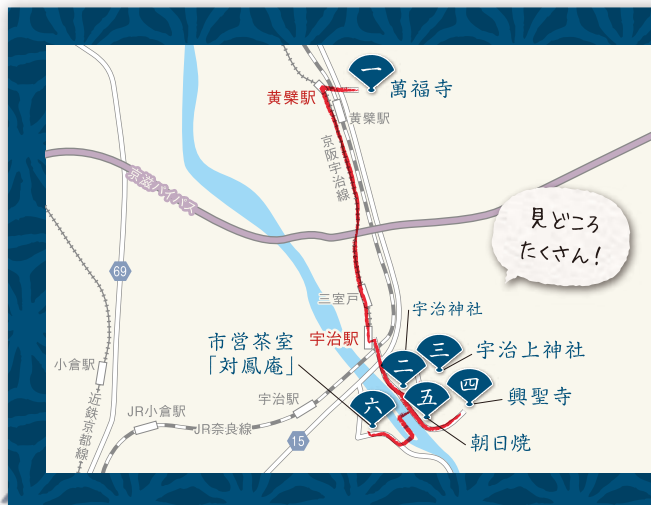 一
萬福寺
黄檗駅
黄檗駅
京阪宇治線
京滋バイパス
見どころ
たくさん!
69
三室戸
宇治駅
宇治神社
市営茶室
「対鳳庵」
三
宇治上神社
二
四
興聖寺
五
六
朝日焼
小倉駅
近鉄京都線
宇治駅
JR小倉駅
JR奈良線
15